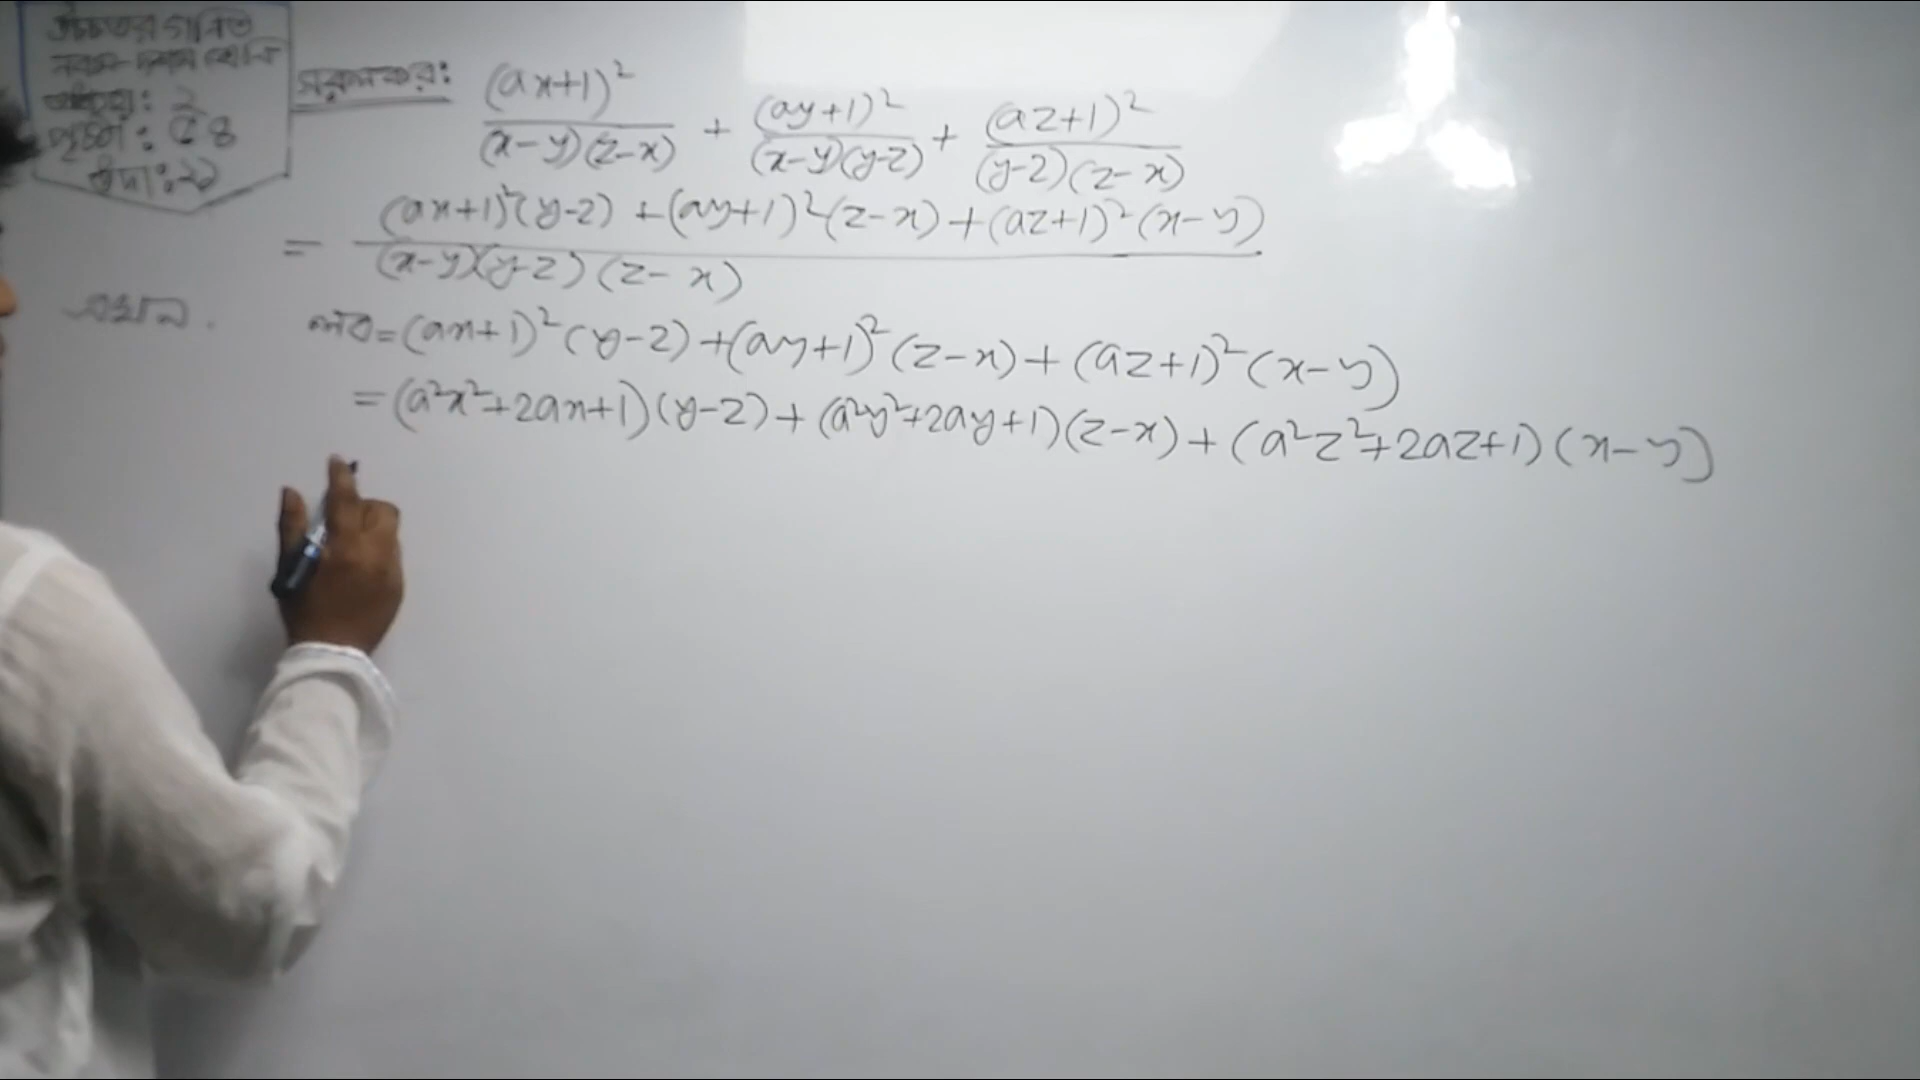 উচ্চতর গণিত
নবম-দশম শ্রেণি
অধ্যায়: ২
পৃষ্ঠা: ৫৪
উদা: ২১
সরলকর: (ax+1)²/(x-y)(z-x) + (ay+1)²/(x-y)(y-z) + (az+1)²/(y-z)(z-x)
= (ax+1)²(y-z) + (ay+1)²(z-x) + (az+1)²(x-y) / (x-y)(y-z)(z-x)
এখানে, লব = (ax+1)²(y-z) + (ay+1)²(z-x) + (az+1)²(x-y)
= (a²x²+2ax+1)(y-z) + (a²y²+2ay+1)(z-x) + (a²z²+2az+1)(x-y)